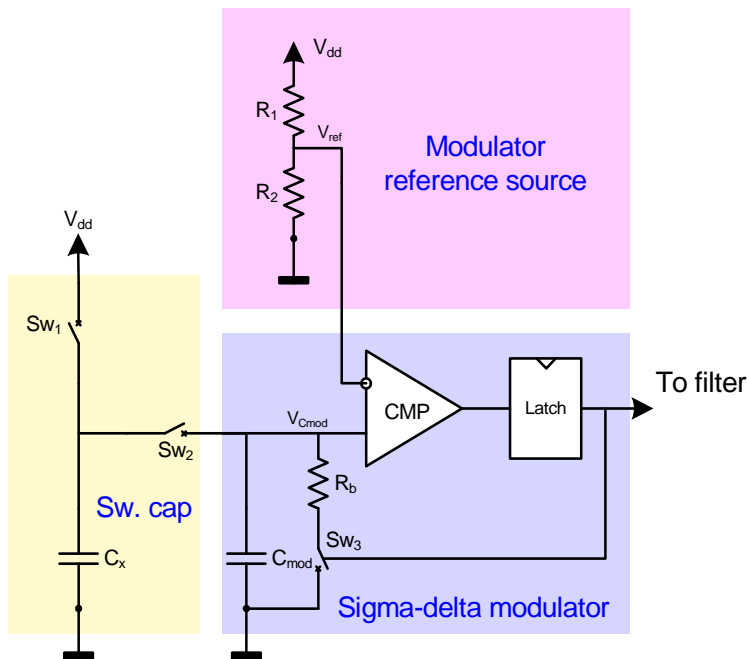 Vdd
R1
Vref
R2
Modulator
reference source
Vdd
Sw1
Sw2
Cx
Sw. cap
VCmod
CMP
Latch
To filter
Rb
Sw3
Cmod
Sigma-delta modulator